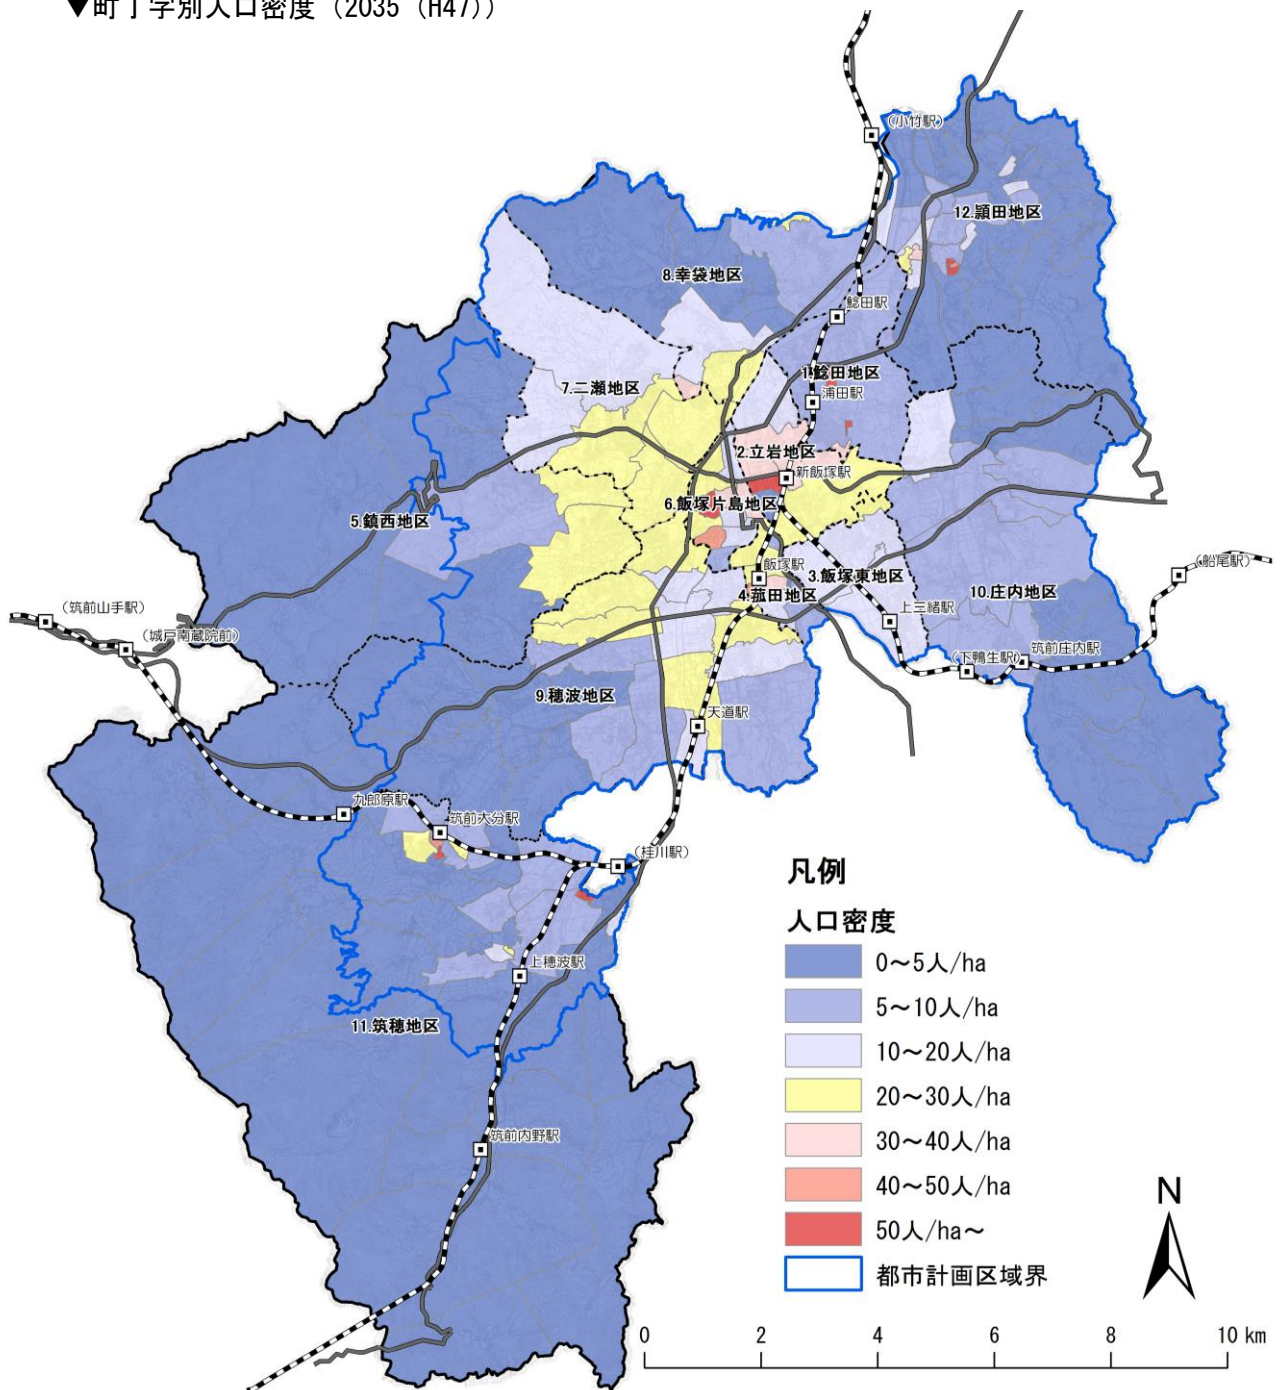 ▼町丁字別人口密度（2035（H47））
（小竹駅）
12.頴田地区
8.幸袋地区
鯰田駅
1.鯰田地区
7.二瀬地区
浦田駅
2.立岩地区
新飯塚駅
6.飯塚片島地区
5.鎮西地区
（船尾駅）
飯塚駅
3.飯塚東地区
4.菰田地区
10.庄内地区
（筑前山手駅）
上三緒駅
（城戸南蔵院前）
筑前庄内駅
（下鴨生駅）
9.穂波地区
天道駅
九郎原駅
筑前大分駅
（桂川駅）
上穂波駅
11.筑穂地区
筑前内野駅
凡例
人口密度
0～5人/ha
5～10人/ha
10～20人/ha
20～30人/ha
30～40人/ha
40～50人/ha
50人/ha～
都市計画区域界
N
0 2 4 6 8 10 km